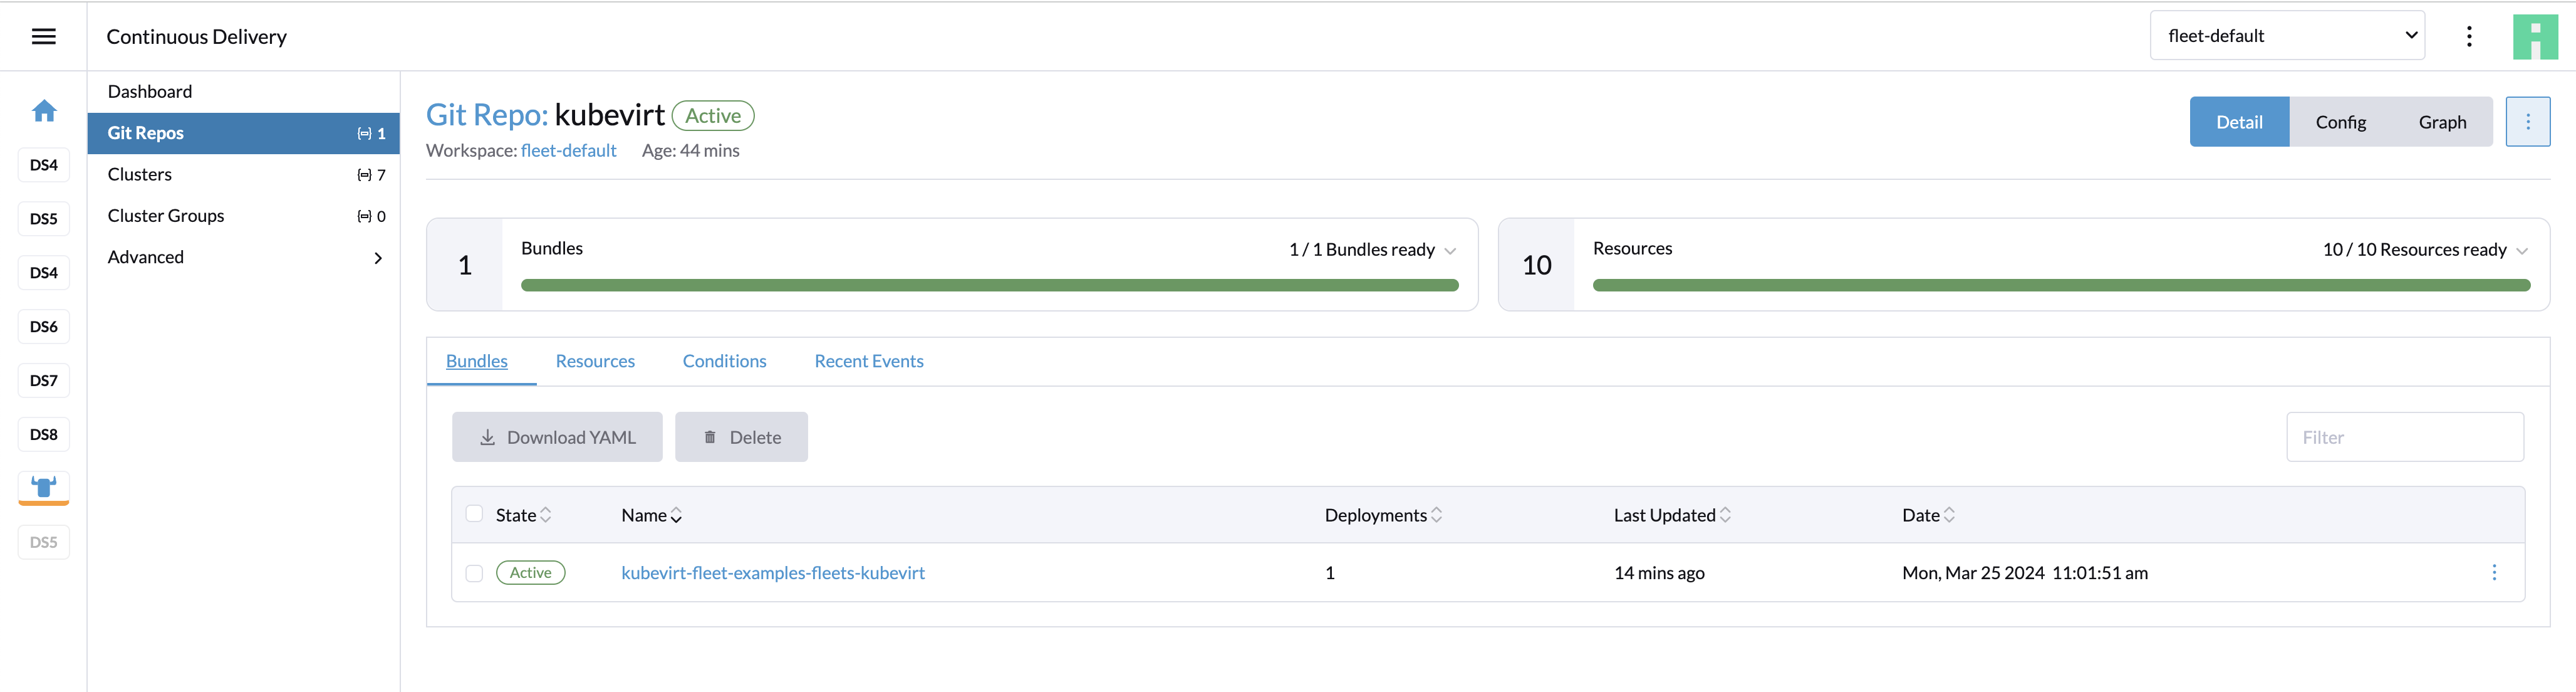 Continuous Delivery
fleet-default
DS4
DS5
DS4
DS6
DS7
DS8
DS5
Dashboard
Git Repos 1
Clusters 7
Cluster Groups 0
Advanced
Git Repo: kubevirt Active
Workspace: fleet-default Age: 44 mins
Detail Config Graph
1 Bundles 1 / 1 Bundles ready
10 Resources 10 / 10 Resources ready
Bundles Resources Conditions Recent Events
Download YAML Delete Filter
State Name Deployments Last Updated Date
Active kubevirt-fleet-examples-fleets-kubevirt 1 14 mins ago Mon, Mar 25 2024 11:01:51 am